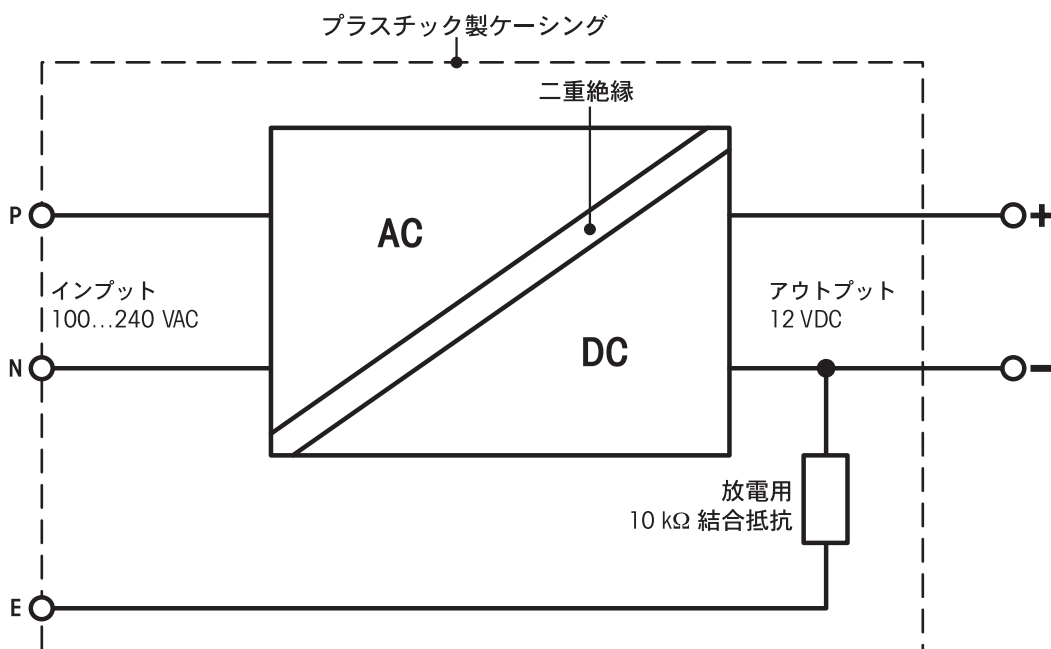 プラスチック製ケーシング
二重絶縁
P
AC
+
インプット
100...240 VAC
アウトプット
12 VDC
N
DC
−
放電用
10 kΩ 結合抵抗
E